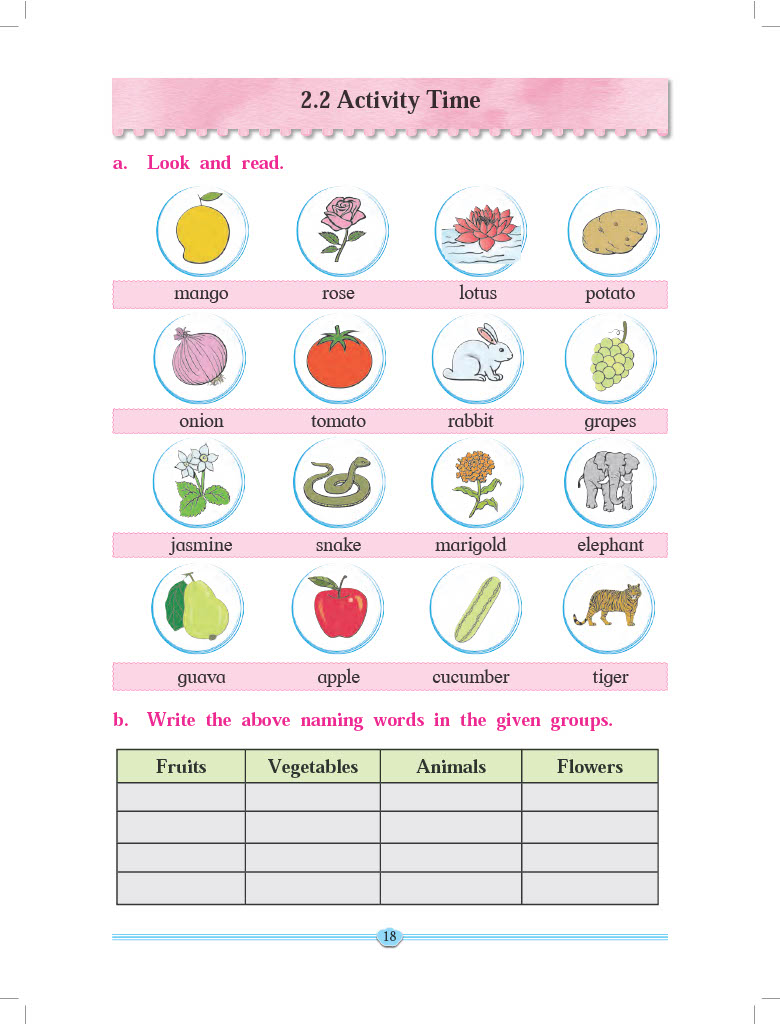 2.2 Activity Time
a. Look and read.
mango rose lotus potato
onion tomato rabbit grapes
jasmine snake marigold elephant
guava apple cucumber tiger
b. Write the above naming words in the given groups.
Fruits Vegetables Animals Flowers
18